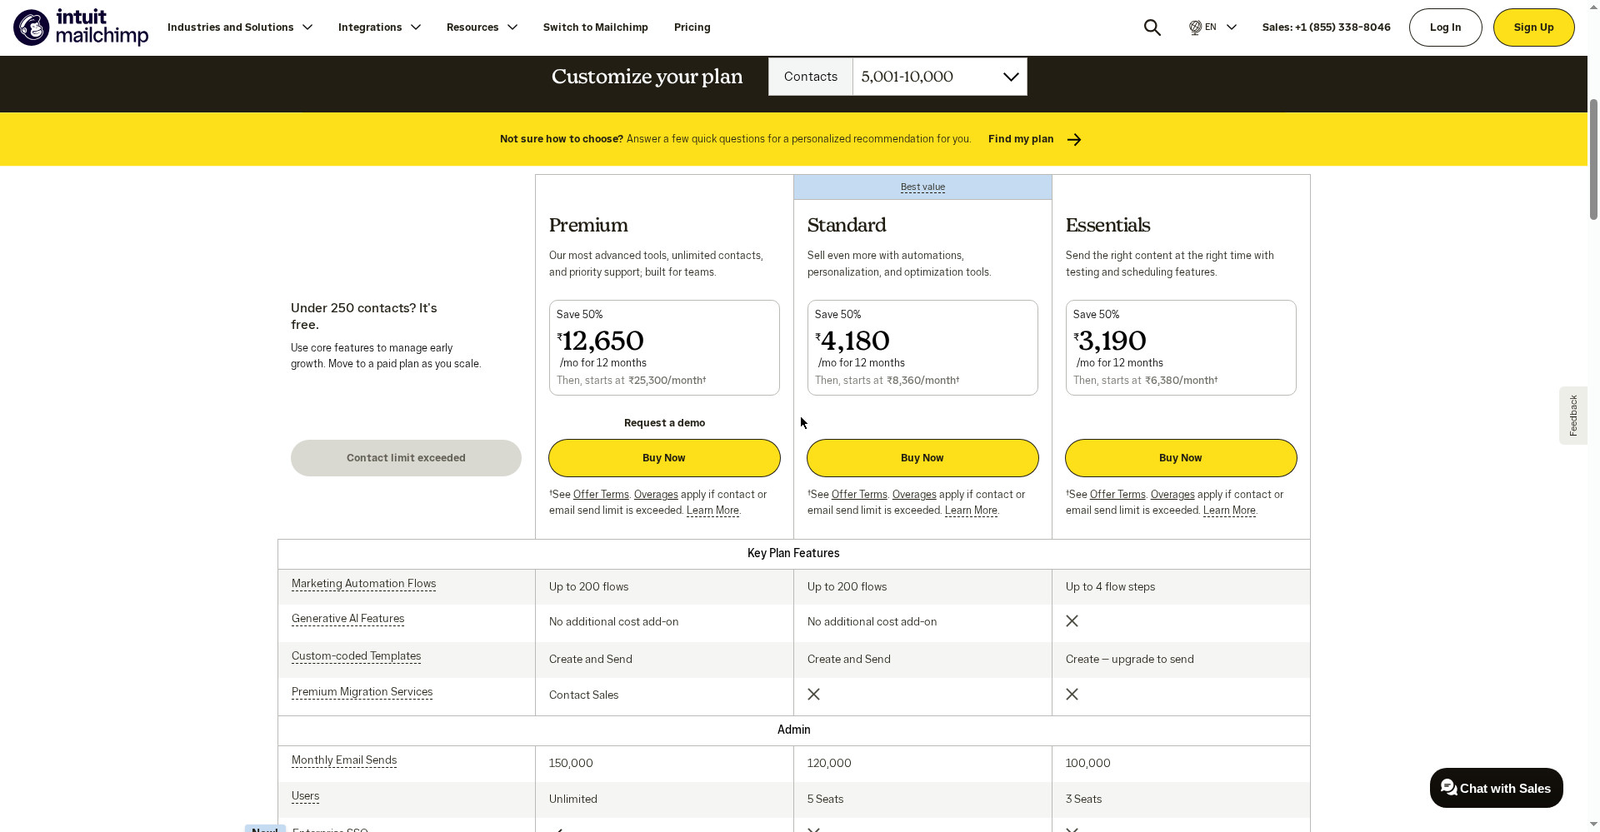 intuit
mailchimp
Industries and Solutions
Integrations
Resources
Switch to Mailchimp
Pricing
EN
Sales: +1 (855) 338-8046
Log In
Sign Up
Customize your plan
Contacts
5,001-10,000
Not sure how to choose? Answer a few quick questions for a personalized recommendation for you.
Find my plan
Under 250 contacts? It's
free.
Use core features to manage early
growth. Move to a paid plan as you scale.
Contact limit exceeded
Premium
Our most advanced tools, unlimited contacts,
and priority support; built for teams.
Save 50%
₹12,650
/mo for 12 months
Then, starts at ₹25,300/month†
Request a demo
Buy Now
†See Offer Terms. Overages apply if contact or
email send limit is exceeded. Learn More.
Best value
Standard
Sell even more with automations,
personalization, and optimization tools.
Save 50%
₹4,180
/mo for 12 months
Then, starts at ₹8,360/month†
Buy Now
†See Offer Terms. Overages apply if contact or
email send limit is exceeded. Learn More.
Essentials
Send the right content at the right time with
testing and scheduling features.
Save 50%
₹3,190
/mo for 12 months
Then, starts at ₹6,380/month†
Buy Now
†See Offer Terms. Overages apply if contact or
email send limit is exceeded. Learn More.
Feedback
Key Plan Features
Marketing Automation Flows
Up to 200 flows
Up to 200 flows
Up to 4 flow steps
Generative AI Features
No additional cost add-on
No additional cost add-on
Custom-coded Templates
Create and Send
Create and Send
Create – upgrade to send
Premium Migration Services
Contact Sales
Admin
Monthly Email Sends
150,000
120,000
100,000
Users
Unlimited
5 Seats
3 Seats
Chat with Sales
New!
Enterprise SSO